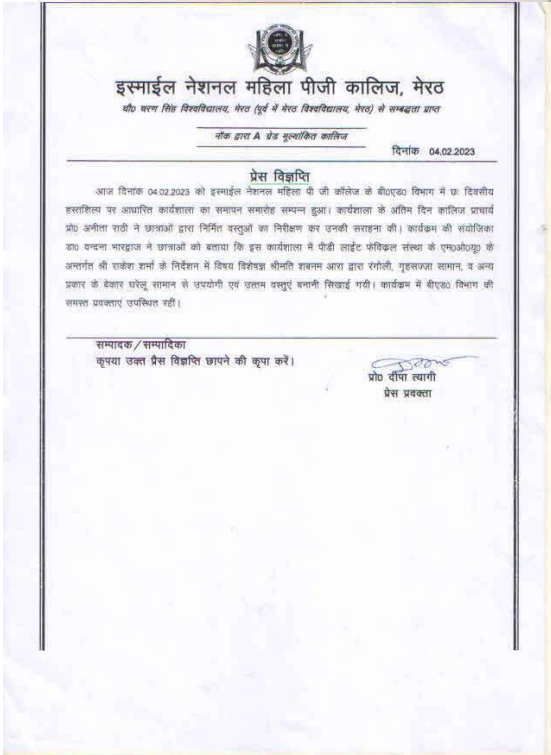 इस्माईल नेशनल महिला पीजी कालिज, मेरठ
चौ0 चरण सिंह विश्वविद्यालय, मेरठ (पूर्व में मेरठ विश्वविद्यालय, मेरठ) से सम्बद्धता प्राप्त
नॅाक द्वारा A ग्रेड मूल्यांकित कालिज
दिनांक 04.02.2023
प्रेस विज्ञप्ति
आज दिनांक 04.02.2023 को इस्माईल नेशनल महिला पी जी कॉलेज के बी0एड0 विभाग में छः दिवसीय
हस्तशिल्प पर आधारित कार्यशाला का समापन समारोह सम्पन्न हुआ। कार्यशाला के अंतिम दिन कालिज प्राचार्य
प्रो0 अनीता राठी ने छात्राओं द्वारा निर्मित वस्तुओं का निरीक्षण कर उनकी सराहना की। कार्यक्रम की संयोजिका
डा0 वन्दना भारद्वाज ने छात्राओं को बताया कि इस कार्यशाला में पीडी लाईट फेविक्रल संस्था के एम0ओ0यू0 के
अन्तर्गत श्री राकेश शर्मा के निर्देशन में विषय विशेषज्ञ श्रीमति शबनम आरा द्वारा रंगोली, गृहसज्जा सामान, व अन्य
प्रकार के बेकार घरेलू सामान से उपयोगी एवं उत्तम वस्तुएं बनानी सिखाई गयी। कार्यक्रम में बीएड0 विभाग की
समस्त प्रवक्ताएं उपस्थित रहीं।
सम्पादक/सम्पादिका
कृपया उक्त प्रैस विज्ञप्ति छापने की कृपा करें।
प्रो0 दीपा त्यागी
प्रेस प्रवक्ता